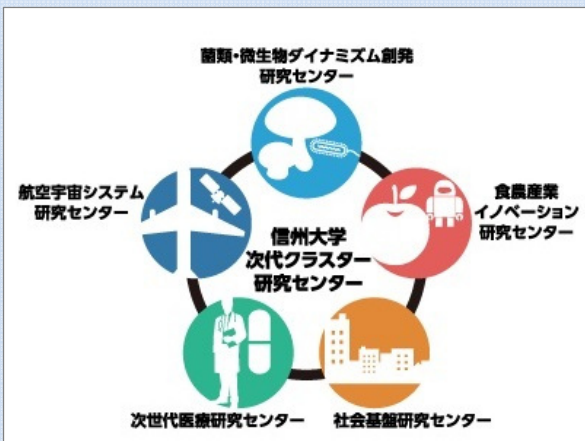 菌類・微生物ダイナミズム創発
研究センター
航空宇宙システム
研究センター
食農産業
イノベーション
研究センター
信州大学
次代クラスター
研究センター
次世代医療研究センター
社会基盤研究センター